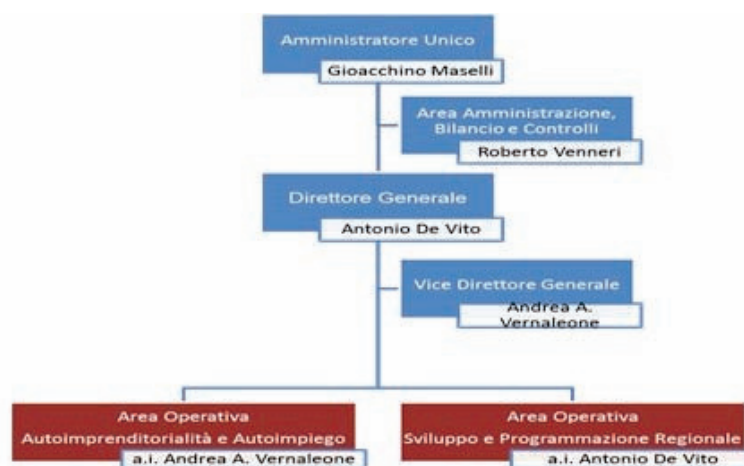 Amministratore Unico
Gioacchino Maselli
Area Amministrazione,
Bilancio e Controlli
Roberto Venneri
Direttore Generale
Antonio De Vito
Vice Direttore Generale
Andrea A.
Vernaleone
Area Operativa
Autoimprenditorialità e Autoimpiego
a.i. Andrea A. Vernaleone
Area Operativa
Sviluppo e Programmazione Regionale
a.i. Antonio De Vito